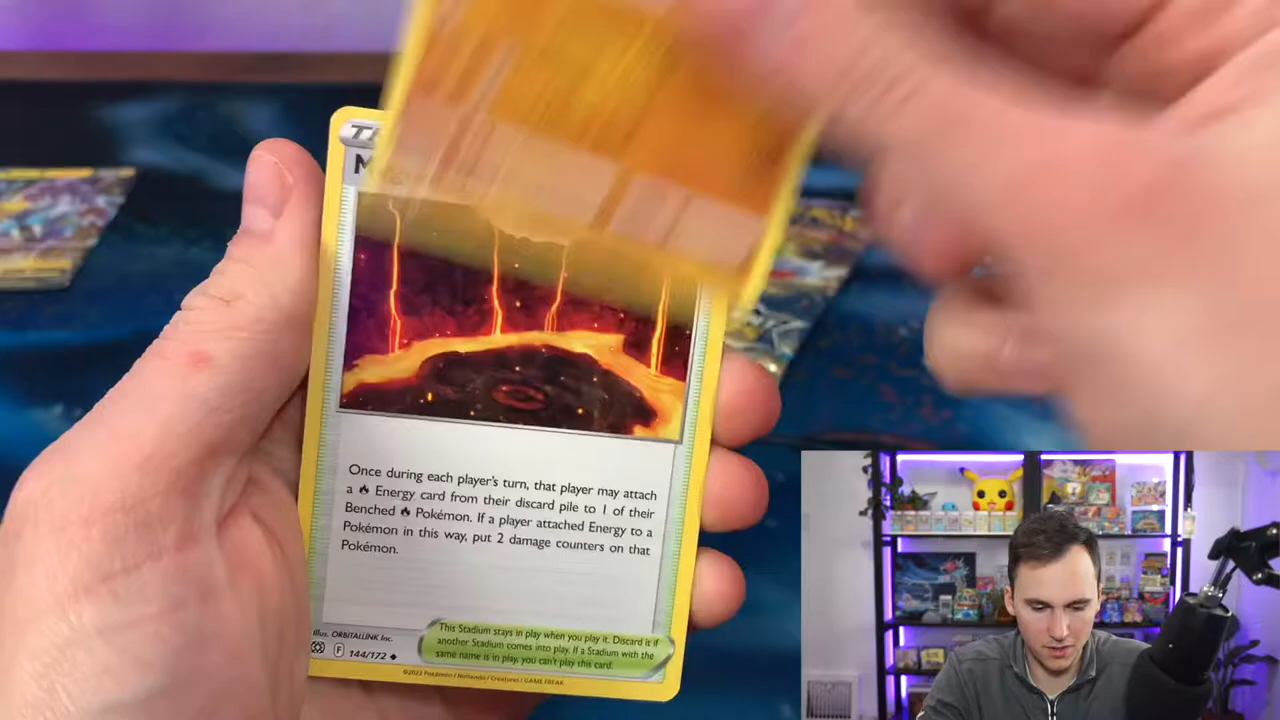 Once during each player's turn, that player may attach
a Energy card from their discard pile to 1 of their
Benched Pokémon. If a player attached Energy to a
Pokémon in this way, put 2 damage counters on that
Pokémon.
Illus. ORBITALLINK Inc.
F 144/172
This Stadium stays in play when you play it. Discard it if
another Stadium comes into play. If a Stadium with the
same name is in play, you can't play this card.
©2022 Pokémon / Nintendo / Creatures / GAME FREAK